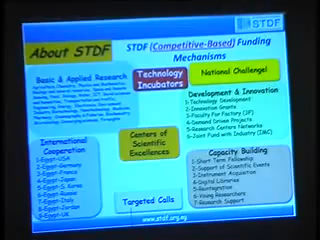 STDF
About STDF
STDF (Competitive-Based) Funding
Mechanisms
Basic & Applied Research
Technology
Incubators
National Challenge!
Development & Innovation
1-Technology Development
2-Innovation Grants
3-Faculty For Factory (3F)
4-Demand Driven Projects
5-Research Centers Networks
6-Joint Fund with Industry (IMC)
Centers of
Scientific
Excellences
International
Cooperation
1-Egypt-USA
2-Egypt-Germany
3-Egypt-France
4-Egypt-Japan
5-Egypt-S. Korea
6-Egypt-Russia
7-Egypt-Italy
8-Egypt-Jordan
9-Egypt-UK
Capacity Building
1-Short Term Fellowship
2-Support of Scientific Events
3-Instrument Acquisition
4-Digital Libraries
5-Reintegration
6-Young Researchers
7-Research Support
Targeted Calls
www.stdf.org.eg